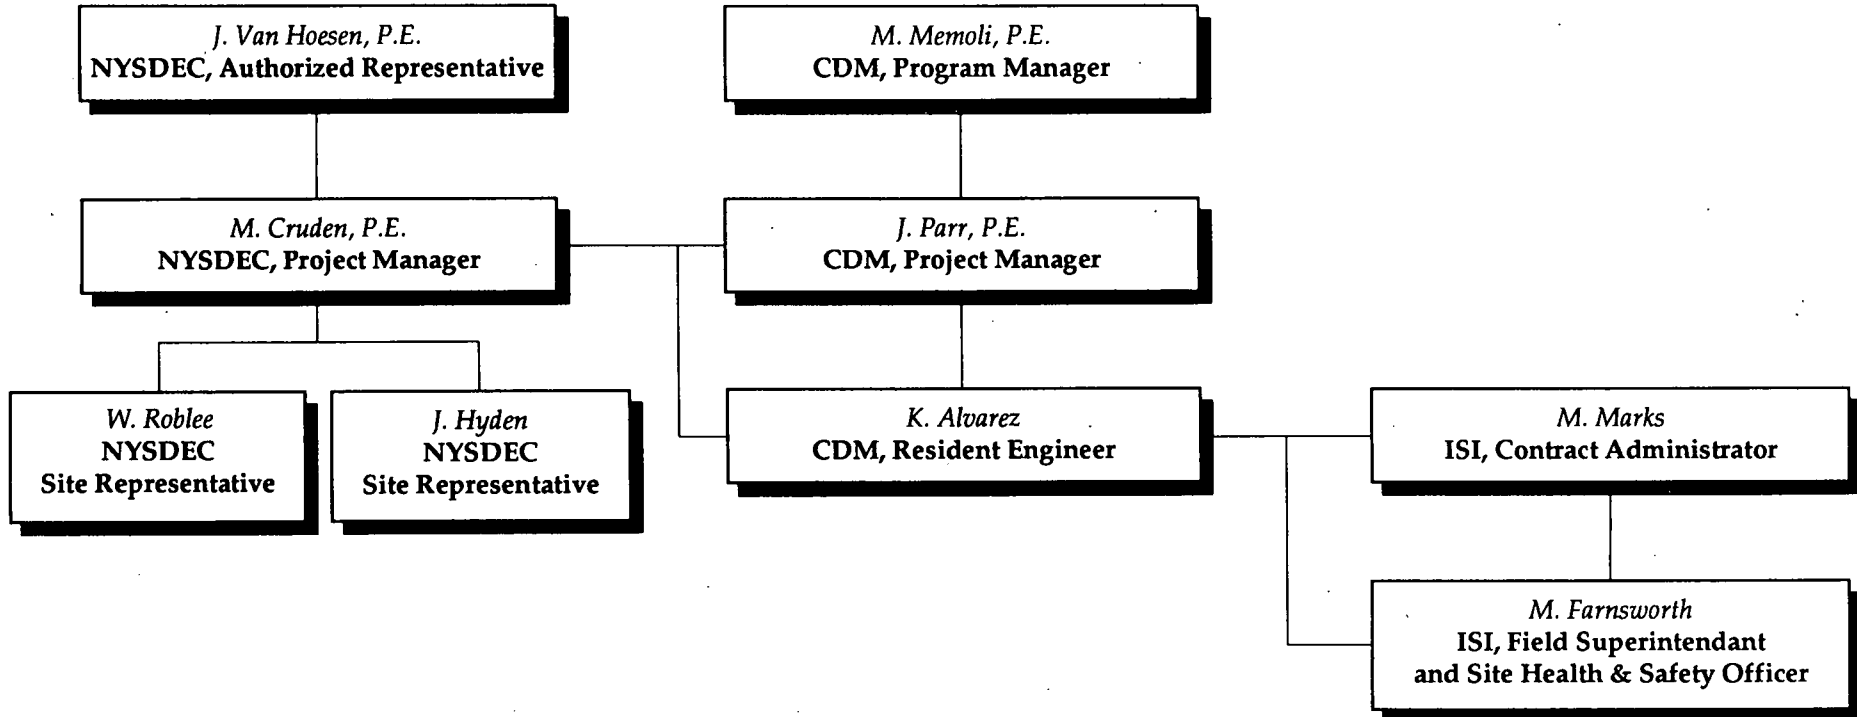 J. Van Hoesen, P.E.
NYSDEC, Authorized Representative
M. Memoli, P.E.
CDM, Program Manager
M. Cruden, P.E.
NYSDEC, Project Manager
J. Parr, P.E.
CDM, Project Manager
W. Roblee
NYSDEC
Site Representative
J. Hyden
NYSDEC
Site Representative
K. Alvarez
CDM, Resident Engineer
M. Marks
ISI, Contract Administrator
M. Farnsworth
ISI, Field Superintendant
and Site Health & Safety Officer